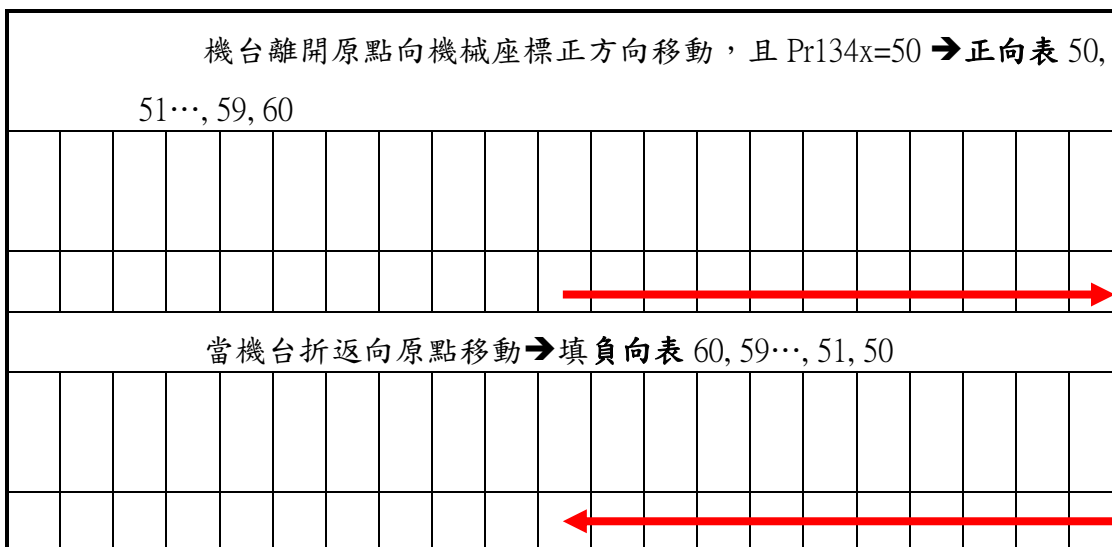 機台離開原點向機械座標正方向移動，且 Pr134x=50 ➔正向表 50,
51…, 59, 60
當機台折返向原點移動➔填負向表 60, 59…, 51, 50